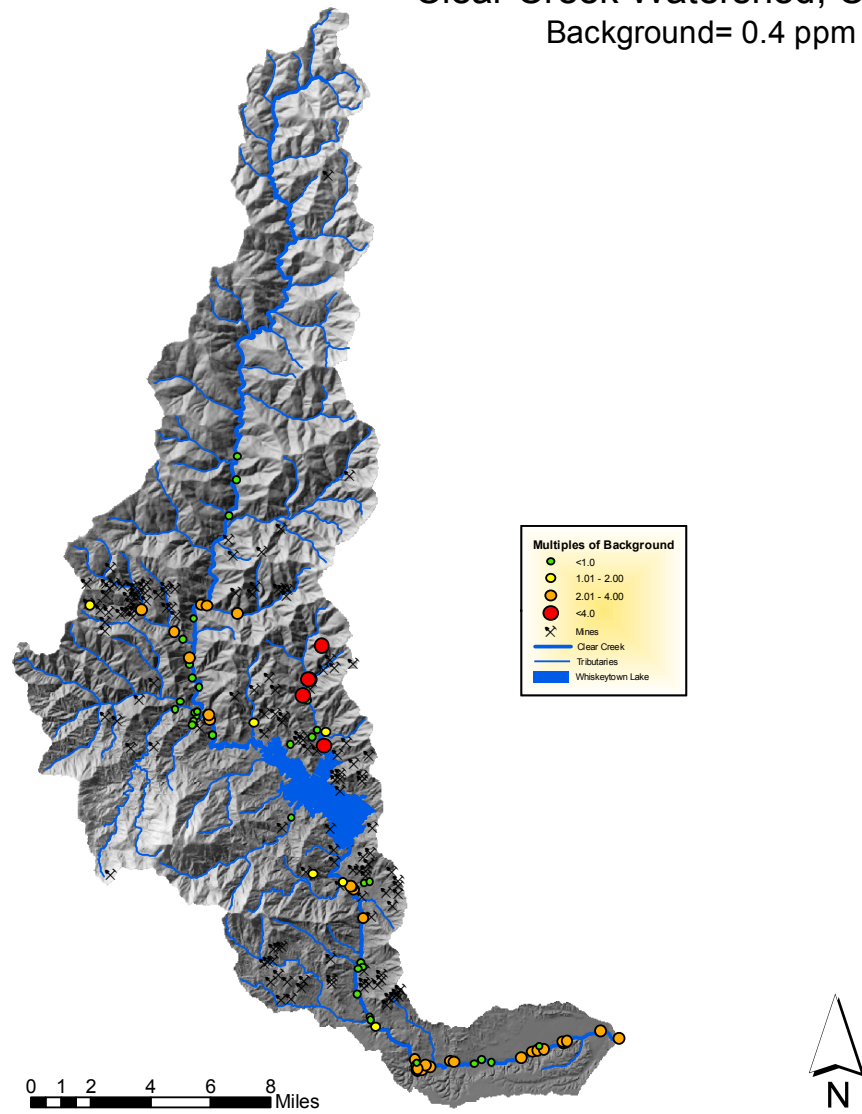 Background= 0.4 ppm
Multiples of Background
<1.0
1.01 - 2.00
2.01 - 4.00
<4.0
Mines
Clear Creek
Tributaries
Whiskeytown Lake
0 1 2 4 6 8
Miles
N